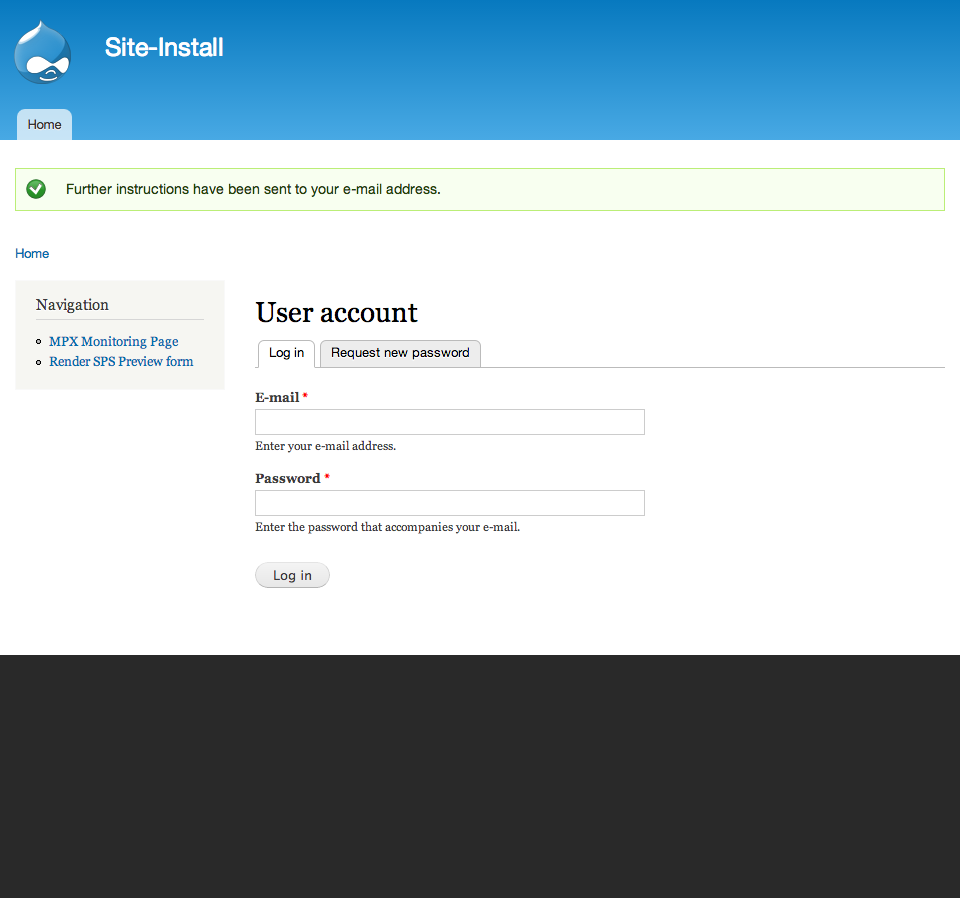 Site-Install
Home
Further instructions have been sent to your e-mail address.
Home
Navigation
MPX Monitoring Page
Render SPS Preview form
User account
Log in
Request new password
E-mail *
Enter your e-mail address.
Password *
Enter the password that accompanies your e-mail.
Log in